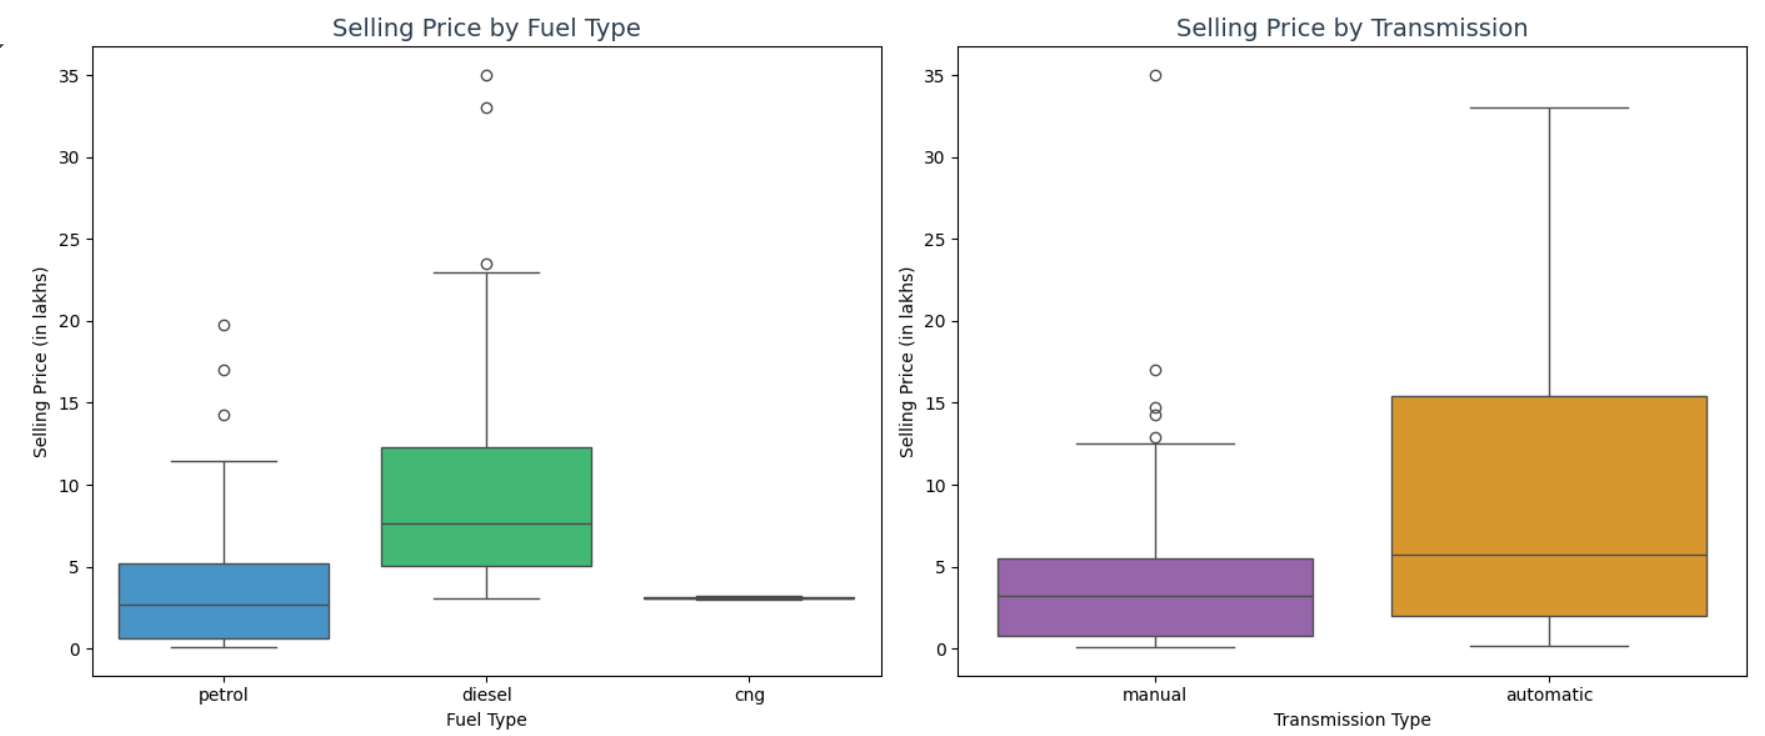 Selling Price by Fuel Type
Selling Price (in lakhs)
35
30
25
20
15
10
5
0
petrol diesel cng
Fuel Type
Selling Price by Transmission
Selling Price (in lakhs)
35
30
25
20
15
10
5
0
manual automatic
Transmission Type